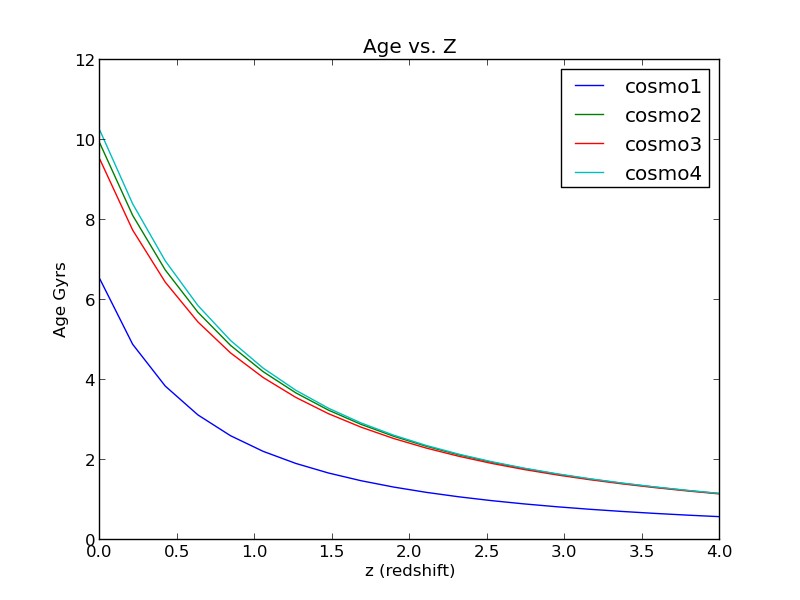 Age vs. Z
12
10
8
6
4
2
0
Age Gyrs
cosmo1
cosmo2
cosmo3
cosmo4
0.0 0.5 1.0 1.5 2.0 2.5 3.0 3.5 4.0
z (redshift)